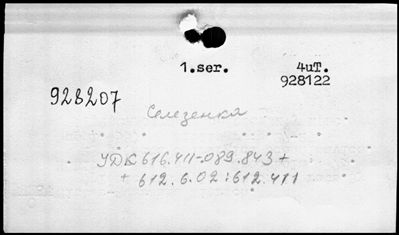 1.ser. 4uT.
928122
928207
Селезенка
УДК 616.411-089.843+
+ 612.6.02:612.411